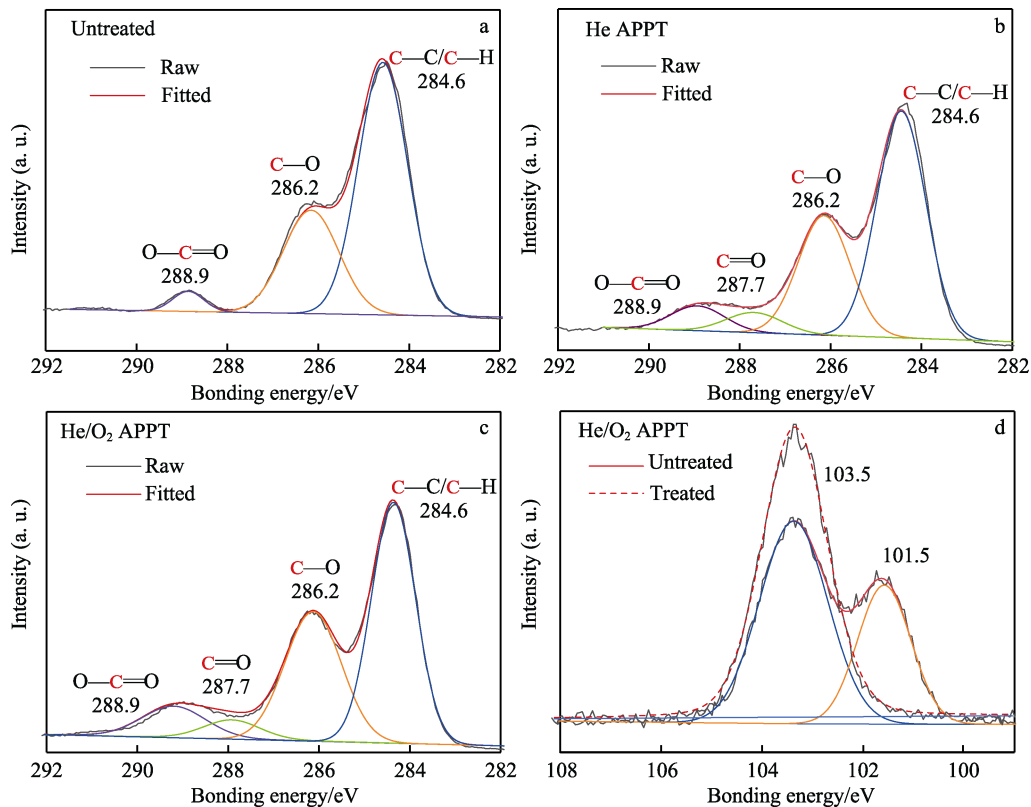 Untreated
a
Raw
Fitted
C—C/C—H
284.6
C—O
286.2
O—C=O
288.9
Intensity (a. u.)
292 290 288 286 284 282
Bonding energy/eV
He APPT
b
Raw
Fitted
C—C/C—H
284.6
C—O
286.2
C=O
287.7
O—C=O
288.9
Intensity (a. u.)
292 290 288 286 284 282
Bonding energy/eV
He/O₂ APPT
c
Raw
Fitted
C—C/C—H
284.6
C—O
286.2
C=O
287.7
O—C=O
288.9
Intensity (a. u.)
292 290 288 286 284 282
Bonding energy/eV
He/O₂ APPT
d
Untreated
Treated
103.5
101.5
Intensity (a. u.)
108 106 104 102 100
Bonding energy/eV